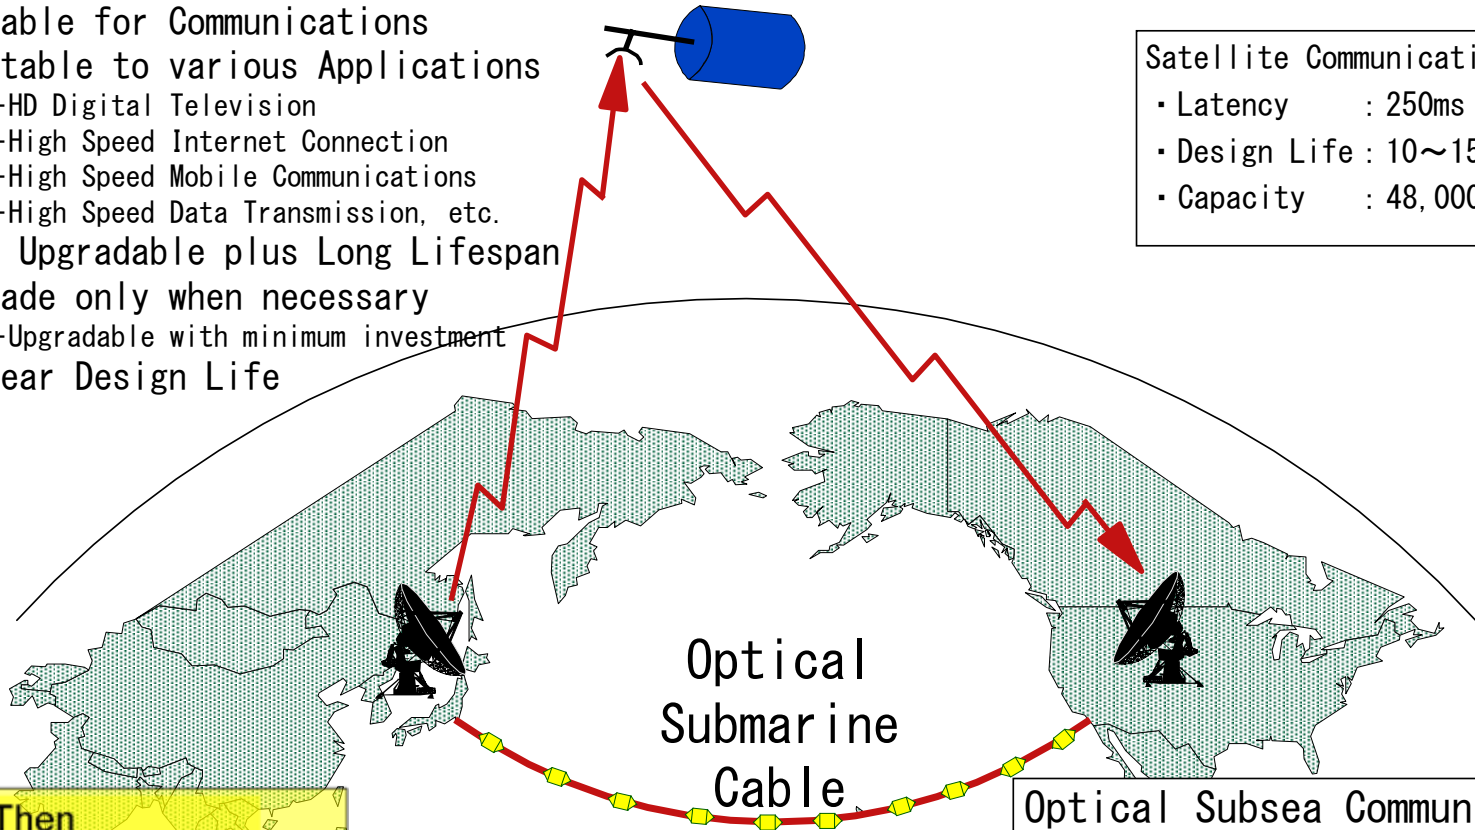 able for Communications
table to various Applications
-HD Digital Television
-High Speed Internet Connection
-High Speed Mobile Communications
-High Speed Data Transmission, etc.
Upgradable plus Long Lifespan
ade only when necessary
-Upgradable with minimum investment
ear Design Life
Satellite Communicati
・Latency : 250ms
・Design Life : 10～15
・Capacity : 48,000
Optical
Submarine
Cable
Then
Optical Subsea Commun